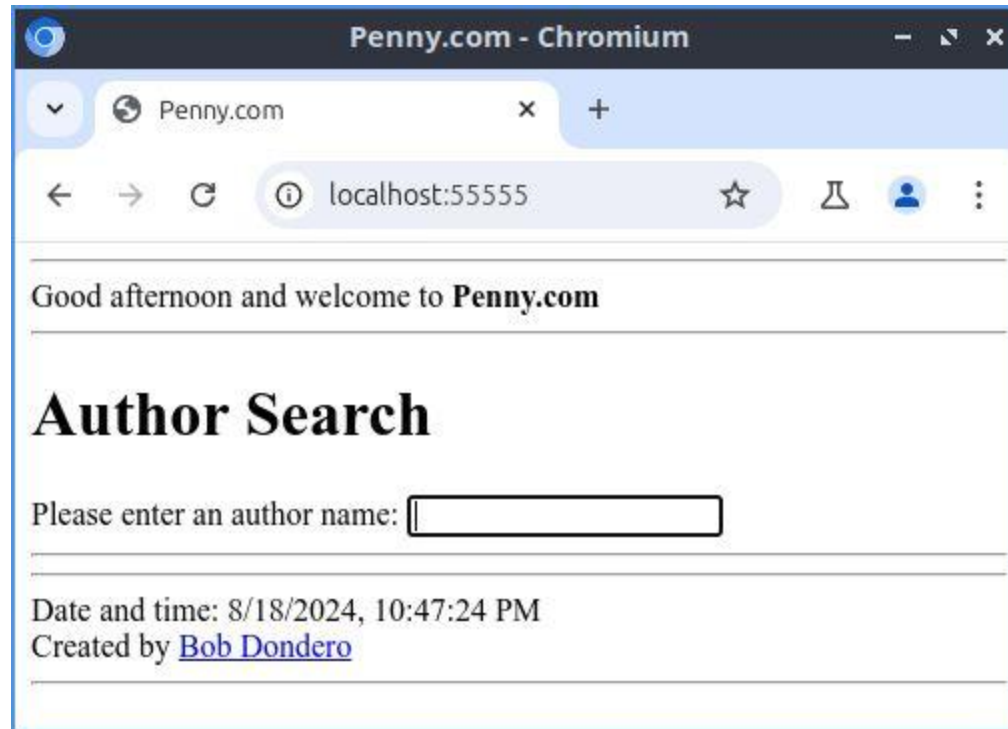 Penny.com - Chromium
Penny.com
localhost:55555
Good afternoon and welcome to Penny.com
Author Search
Please enter an author name:
Date and time: 8/18/2024, 10:47:24 PM
Created by Bob Dondero